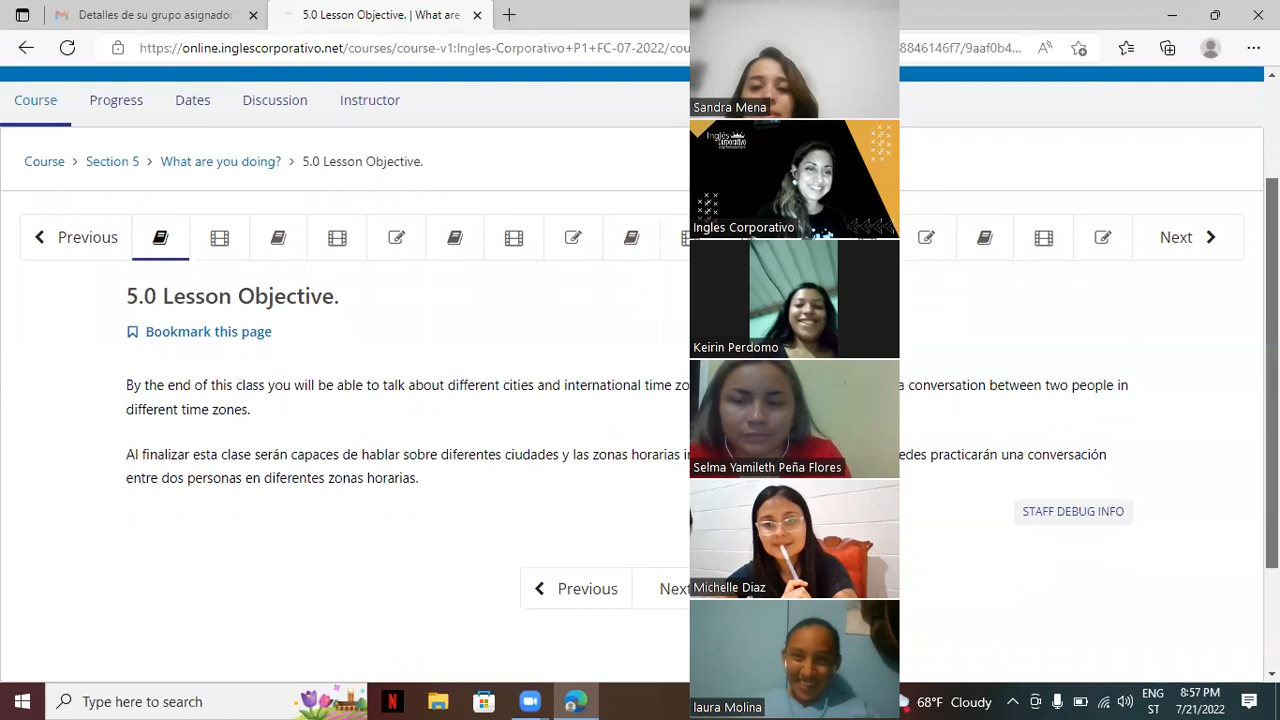 Detalles de su grupo asignado:
5.0 Lesson Objective. | What are
https://online.inglescorporativo.net/courses/course-v1:Ingles-Corporativo+P1+FC-07-2022/cou
8846146f7/9aaf0b4...
Course
Progress
Dates
Discussion
Instructor
Course > Section 5 > What are you doing? > 5.0 Lesson Objective.
Previous
Next
5.0 Lesson Objective.
Bookmark this page
By the end of this class you will be able to talk about different cities and international time zo
a conversation between two people in
different time zones.
Al finalizar esta clase serán capaces de hablar sobre diferentes ciudades y las zonas horarias i
edes practicarán una conversación
entre dos personas en diferentes zonas horarias.
STAFF DEBUG INFO
Previous
Next
Sandra Mena
Inglés
Corporativo
Ingles Corporativo
Keirin Perdomo
Selma Yamileth Peña Flores
Michelle Diaz
laura Molina
Type here to search
68°F Cloudy
ENG
ST
8:57 PM
7/21/2022